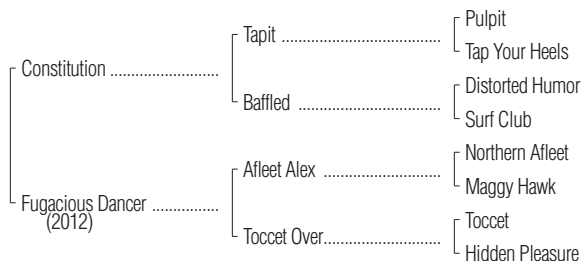 Pulpit
Tapit
Tap Your Heels
Constitution
Distorted Humor
Baffled
Surf Club
Northern Afleet
Afleet Alex
Maggy Hawk
Fugacious Dancer
(2012)
Toccet
Toccet Over
Hidden Pleasure